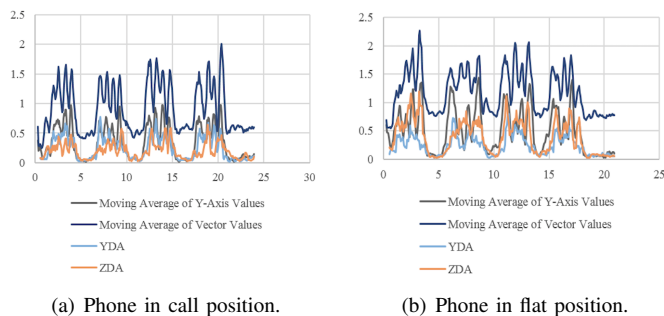 2.5
2
1.5
1
0.5
0
0 5 10 15 20 25 30
Moving Average of Y-Axis Values
Moving Average of Vector Values
YDA
ZDA
(a) Phone in call position.
2.5
2
1.5
1
0.5
0
0 5 10 15 20 25
Moving Average of Y-Axis Values
Moving Average of Vector Values
YDA
ZDA
(b) Phone in flat position.